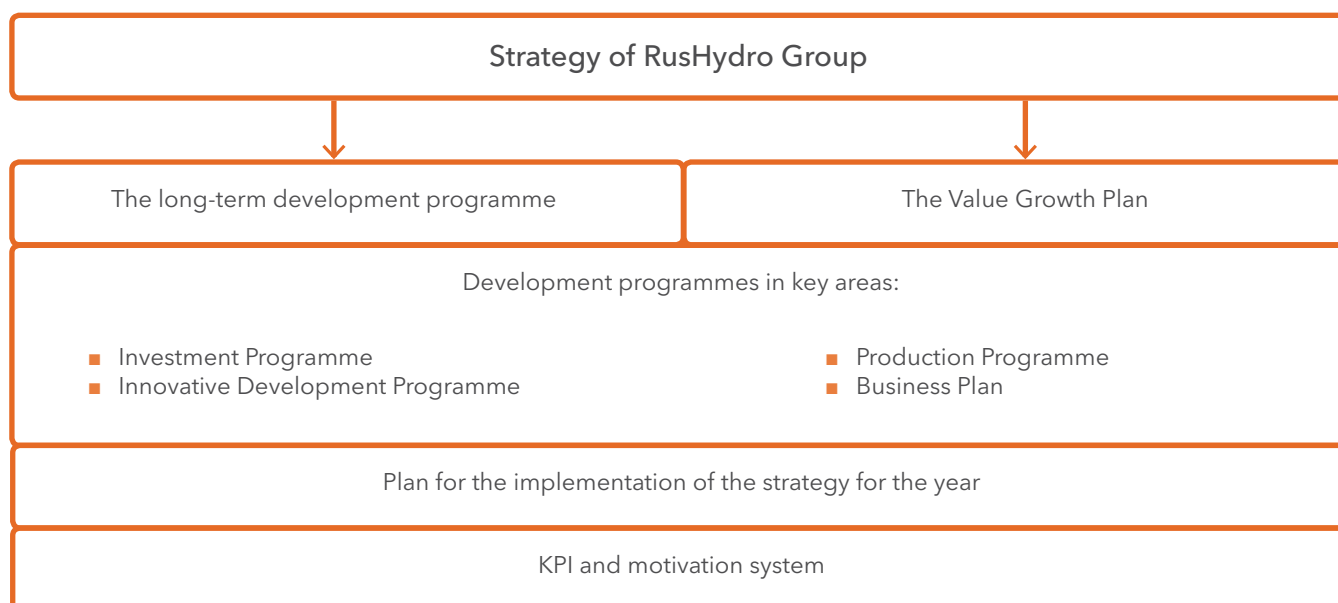 Strategy of RusHydro Group
The long-term development programme
The Value Growth Plan
Development programmes in key areas:
Investment Programme
Innovative Development Programme
Production Programme
Business Plan
Plan for the implementation of the strategy for the year
KPI and motivation system